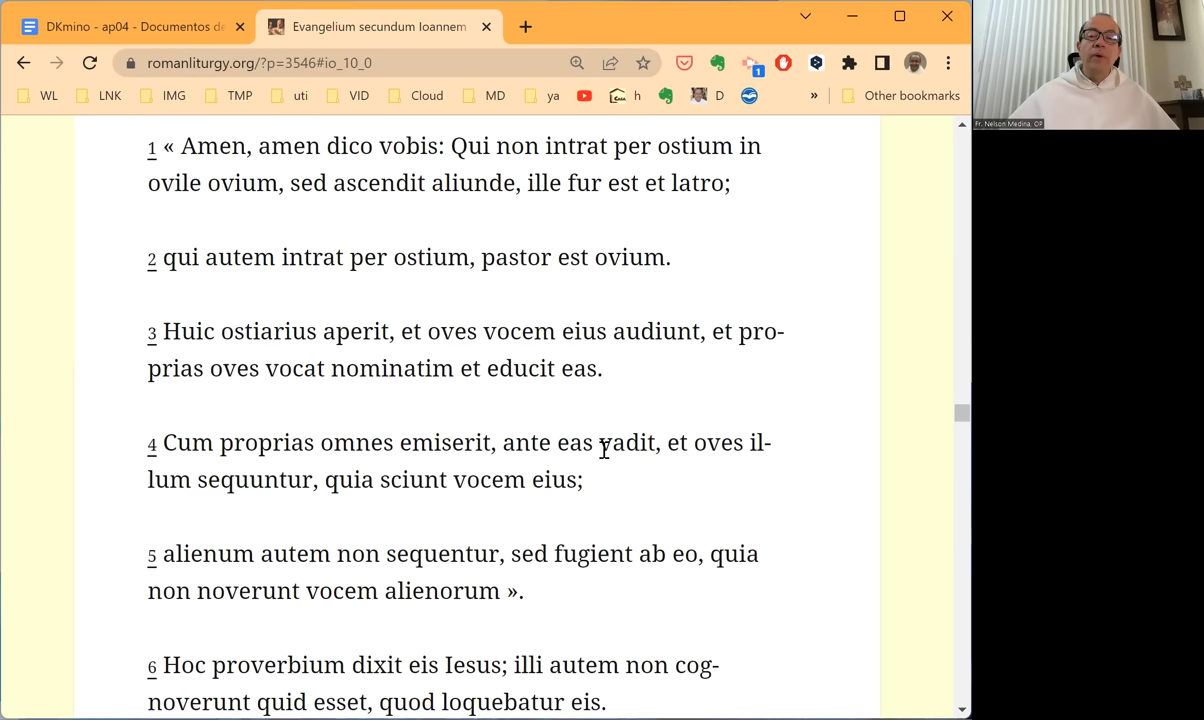 DKmino - ap04 - Documentos de
Evangelium secundum Ioannem
romanliturgy.org/?p=3546#io_10_0
WL LNK IMG TMP uti VID Cloud MD ya h D » Other bookmarks
1
1 « Amen, amen dico vobis: Qui non intrat per ostium in
ovile ovium, sed ascendit aliunde, ille fur est et latro;
2 qui autem intrat per ostium, pastor est ovium.
3 Huic ostiarius aperit, et oves vocem eius audiunt, et pro-
prias oves vocat nominatim et educit eas.
4 Cum proprias omnes emiserit, ante eas vadit, et oves il-
lum sequuntur, quia sciunt vocem eius;
5 alienum autem non sequentur, sed fugient ab eo, quia
non noverunt vocem alienorum ».
6 Hoc proverbium dixit eis Iesus; illi autem non cog-
noverunt quid esset, quod loquebatur eis.
Fr. Nelson Medina, OP